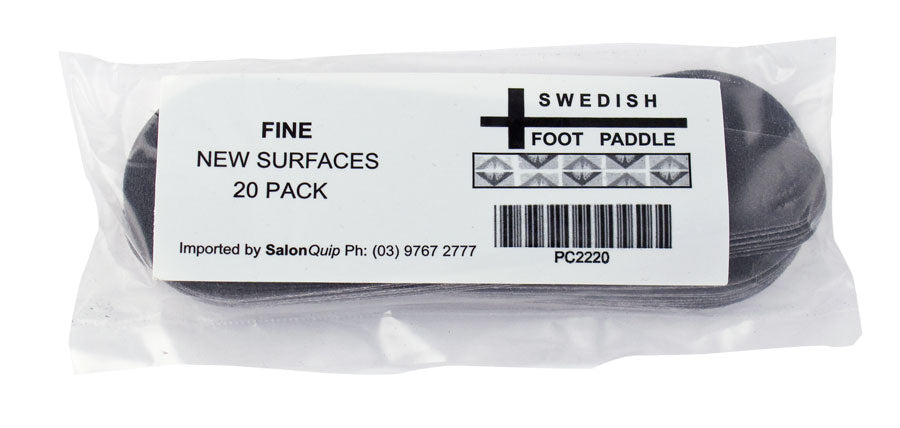 FINE
NEW SURFACES
20 PACK
Imported by SalonQuip Ph: (03) 9767 2777
SWEDISH
FOOT PADDLE
PC2220